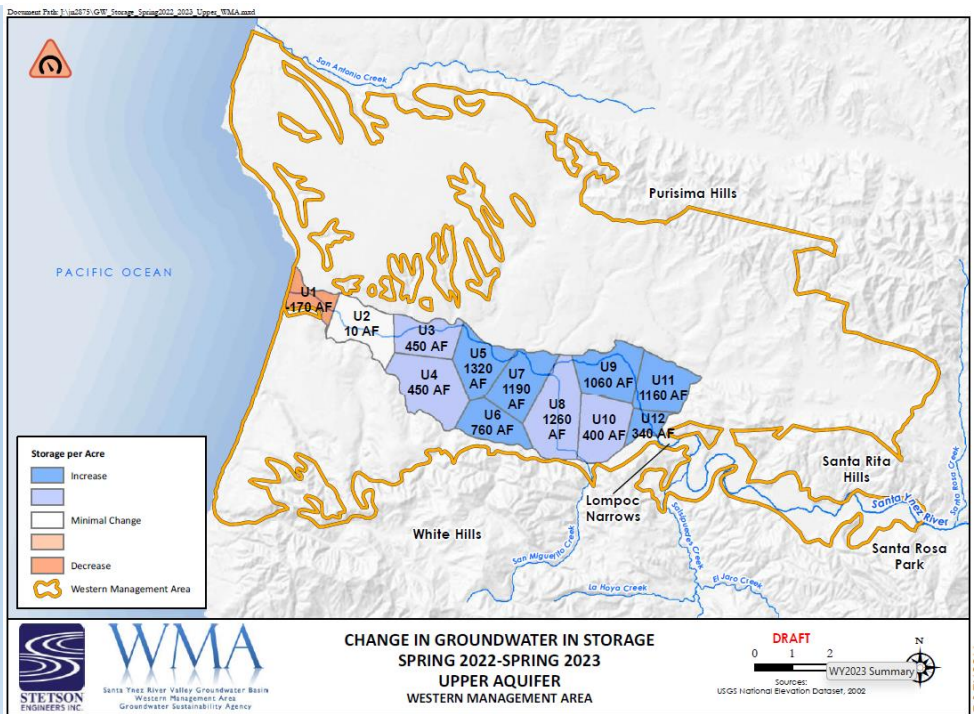 Document Path: J:\jn2875\GW_Storage_Spring2022_2023_Upper_WMA.mxd
San Antonio Creek
Purisima Hills
PACIFIC OCEAN
U1
-170 AF
U2
10 AF
U3
450 AF
U4
450 AF
U5
1320
AF
U6
760 AF
U7
1190
AF
U8
1260
AF
U9
1060 AF
U10
400 AF
U11
1160 AF
U12
340 AF
Storage per Acre
Increase
Minimal Change
Decrease
Western Management Area
White Hills
Lompoc
Narrows
Santa Rita
Hills
Santa Rosa Creek
Santa Ynez River
Santa Rosa
Park
San Miguelito Creek
Salsipuedes Creek
La Hoya Creek
El Jaro Creek
STETSON
ENGINEERS INC.
WMA
Santa Ynez River Valley Groundwater Basin
Western Management Area
Groundwater Sustainability Agency
CHANGE IN GROUNDWATER IN STORAGE
SPRING 2022-SPRING 2023
UPPER AQUIFER
WESTERN MANAGEMENT AREA
DRAFT
0 1 2
WY2023 Summary
N
Sources:
USGS National Elevation Dataset, 2002